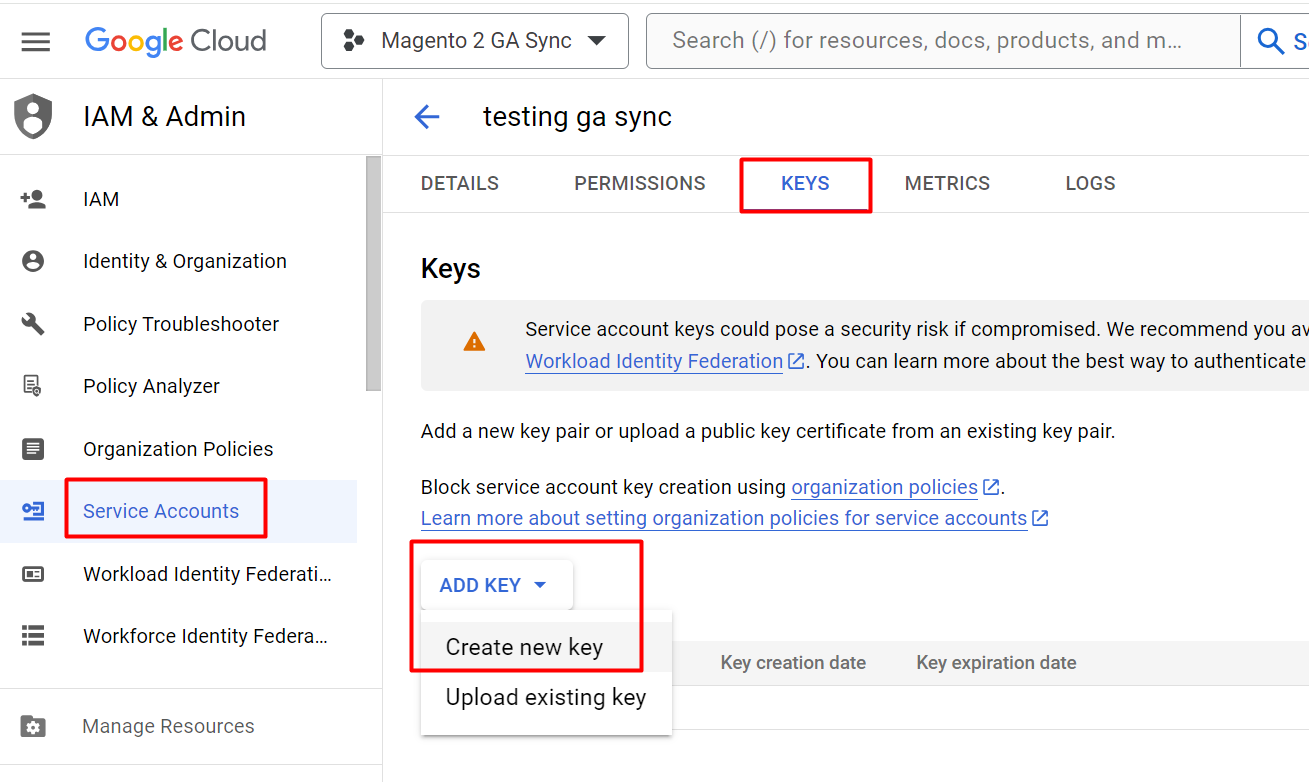 Google Cloud
Magento 2 GA Sync
Search (/) for resources, docs, products, and m...
S
IAM & Admin
testing ga sync
DETAILS
PERMISSIONS
KEYS
METRICS
LOGS
IAM
Identity & Organization
Policy Troubleshooter
Policy Analyzer
Organization Policies
Service Accounts
Workload Identity Federati...
Workforce Identity Federa...
Manage Resources
Keys
Service account keys could pose a security risk if compromised. We recommend you av
Workload Identity Federation. You can learn more about the best way to authenticate
Add a new key pair or upload a public key certificate from an existing key pair.
Block service account key creation using organization policies.
Learn more about setting organization policies for service accounts
ADD KEY
Create new key
Upload existing key
Key creation date
Key expiration date